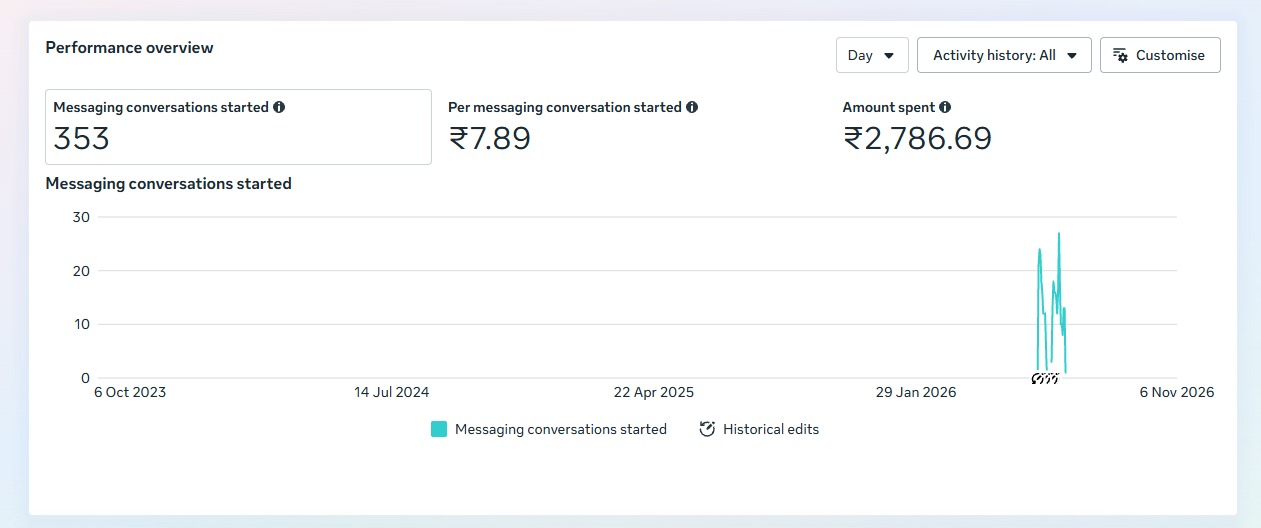 Performance overview
Day
Activity history: All
Customise
Messaging conversations started
353
Per messaging conversation started
₹7.89
Amount spent
₹2,786.69
Messaging conversations started
30
20
10
0
6 Oct 2023
14 Jul 2024
22 Apr 2025
29 Jan 2026
6 Nov 2026
Messaging conversations started
Historical edits